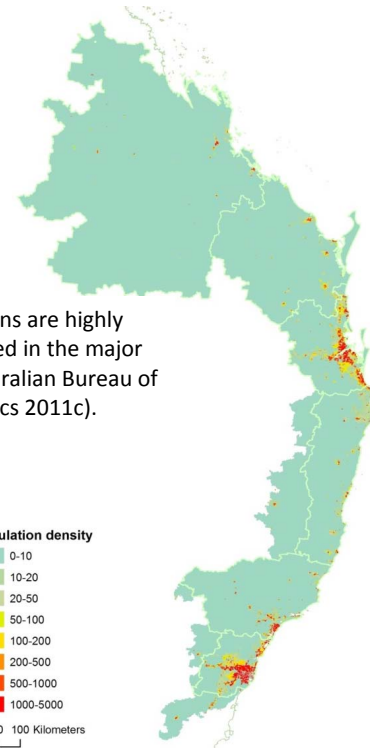 ns are highly
ed in the major
ralian Bureau of
cs 2011c).
ulation density
0-10
10-20
20-50
50-100
100-200
200-500
500-1000
1000-5000
0 100 Kilometers